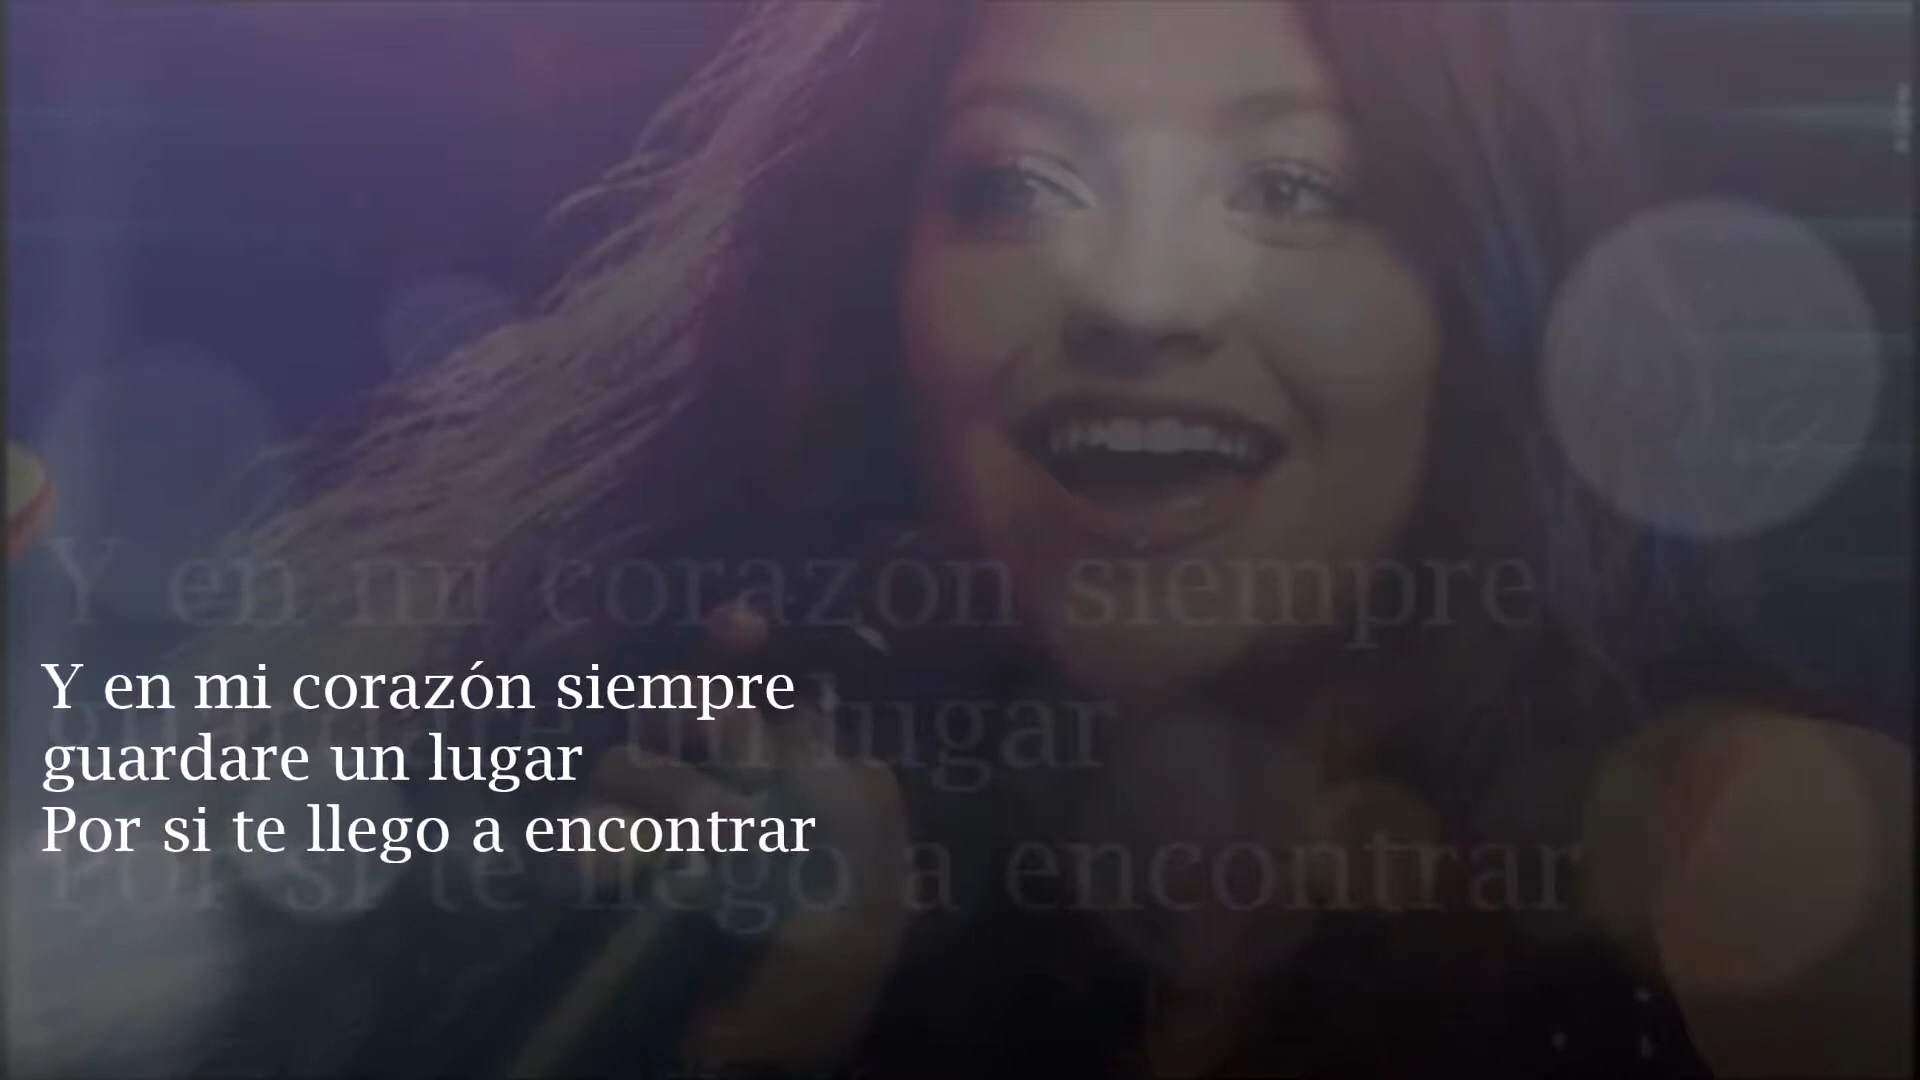 Y en mi corazón siempre
guardare un lugar
Por si te llego a encontrar